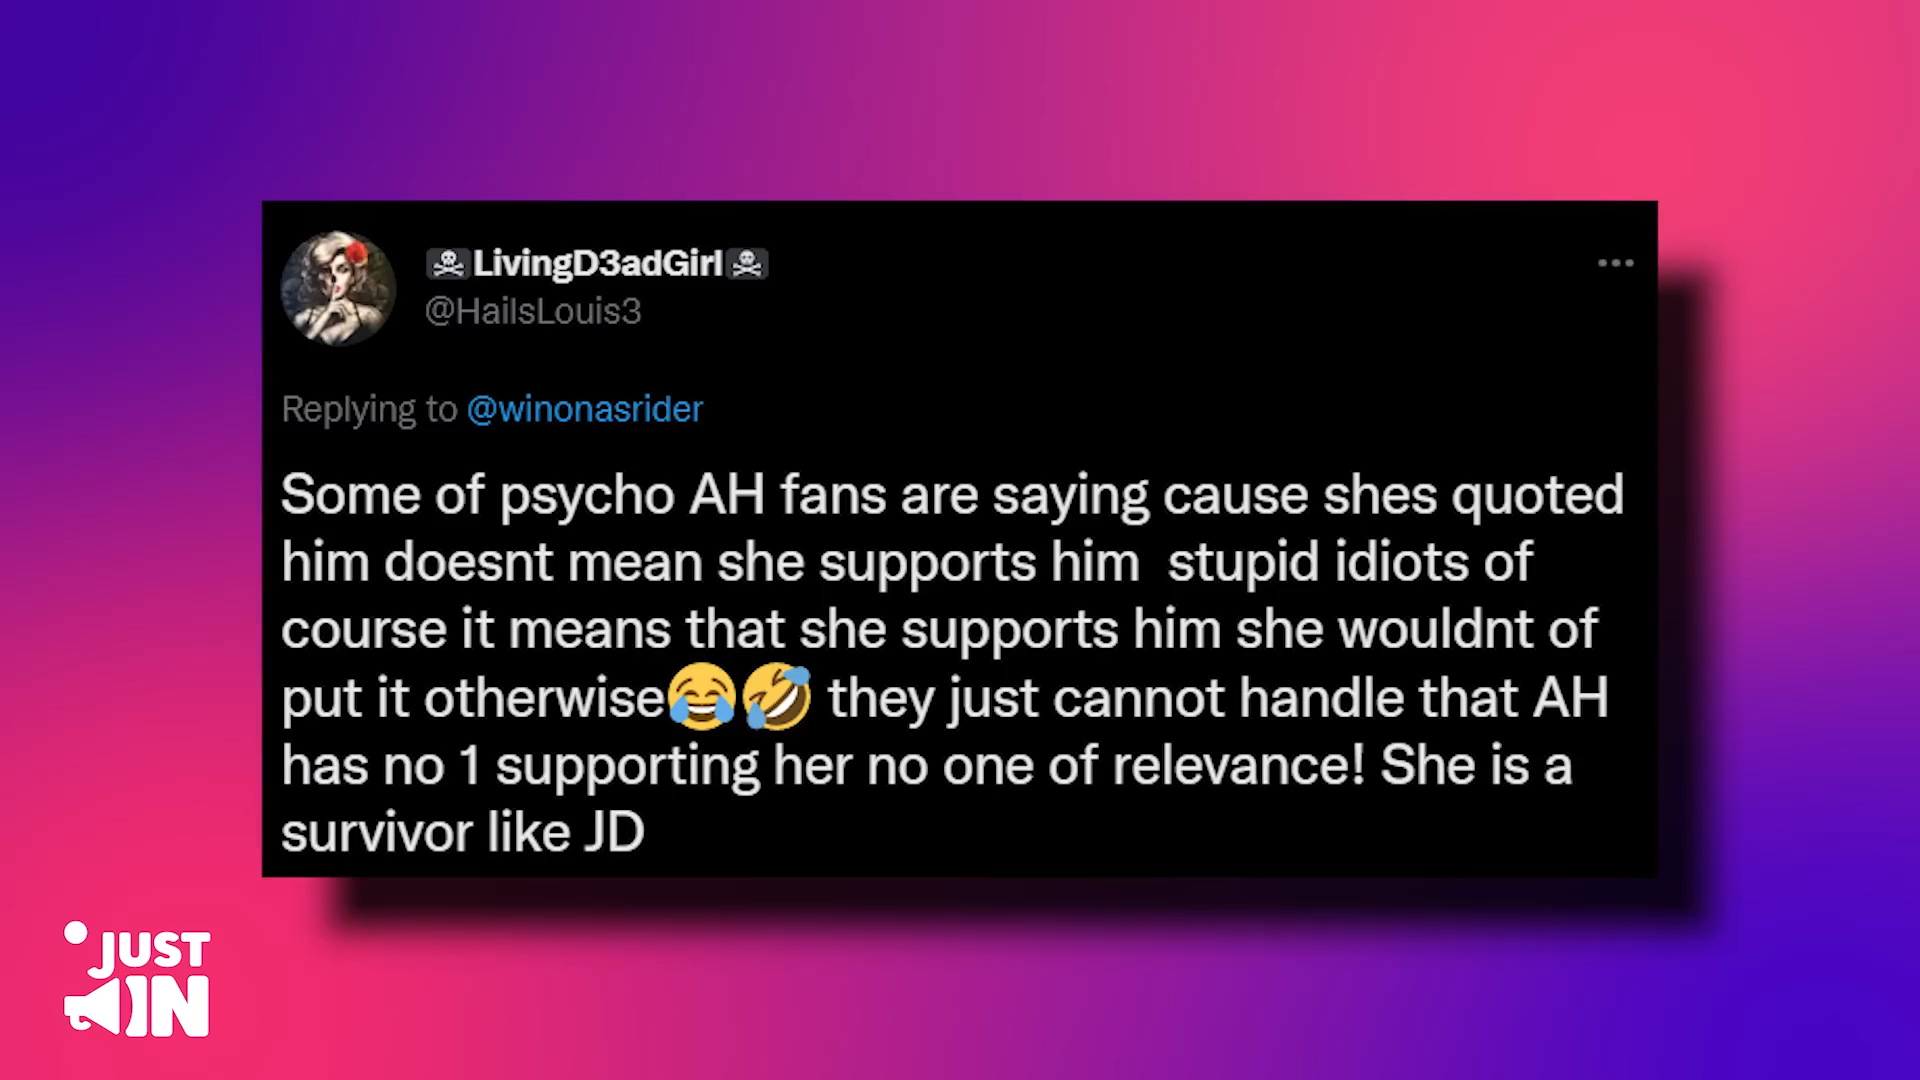 ☠LivingD3adGirl☠
@HailsLouis3
Replying to @winonasrider
Some of psycho AH fans are saying cause shes quoted
him doesnt mean she supports him  stupid idiots of
course it means that she supports him she wouldnt of
put it otherwise😂🤣 they just cannot handle that AH
has no 1 supporting her no one of relevance! She is a
survivor like JD
JUST
IN